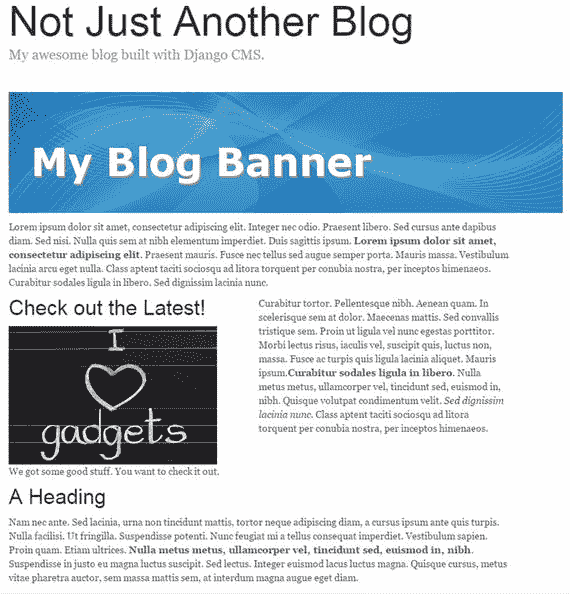 Not Just Another Blog
My awesome blog built with Django CMS.
My Blog Banner
Lorem ipsum dolor sit amet, consectetur adipiscing elit. Integer nec odio. Praesent libero. Sed cursus ante dapibus
diam. Sed nisi. Nulla quis sem at nibh elementum imperdiet. Duis sagittis ipsum. Lorem ipsum dolor sit amet,
consectetur adipiscing elit. Praesent mauris. Fusce nec tellus sed augue semper porta. Mauris massa. Vestibulum
lacinia arcu eget nulla. Class aptent taciti sociosqu ad litora torquent per conubia nostra, per inceptos himenaeos.
Curabitur sodales ligula in libero. Sed dignissim lacinia nunc.
Check out the Latest!
I
gadgets
We got some good stuff. You want to check it out.
Curabitur tortor. Pellentesque nibh. Aenean quam. In
scelerisque sem at dolor. Maecenas mattis. Sed convallis
tristique sem. Proin ut ligula vel nunc egestas porttitor.
Morbi lectus risus, iaculis vel, suscipit quis, luctus non,
massa. Fusce ac turpis quis ligula lacinia aliquet. Mauris
ipsum.Curabitur sodales ligula in libero. Nulla
metus metus, ullamcorper vel, tincidunt sed, euismod in,
nibh. Quisque volutpat condimentum velit. Sed dignissim
lacinia nunc. Class aptent taciti sociosqu ad litora
torquent per conubia nostra, per inceptos himenaeos.
A Heading
Nam nec ante. Sed lacinia, urna non tincidunt mattis, tortor neque adipiscing diam, a cursus ipsum ante quis turpis.
Nulla facilisi. Ut fringilla. Suspendisse potenti. Nunc feugiat mi a tellus consequat imperdiet. Vestibulum sapien.
Proin quam. Etiam ultrices. Nulla metus metus, ullamcorper vel, tincidunt sed, euismod in, nibh.
Suspendisse in justo eu magna luctus suscipit. Sed lectus. Integer euismod lacus luctus magna. Quisque cursus, metus
vitae pharetra auctor, sem massa mattis sem, at interdum magna augue eget diam.